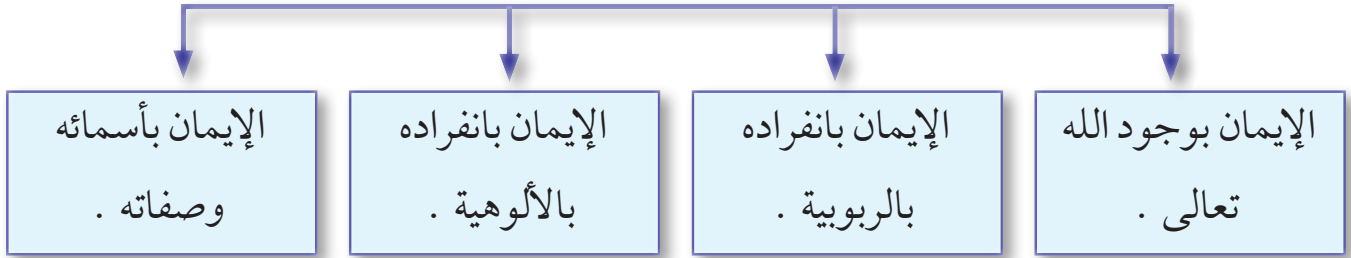 الإيمان بوجود الله
تعالى .
الإيمان بانفراده
بالربوبية .
الإيمان بانفراده
بالألوهية .
الإيمان بأسمائه
وصفاته .